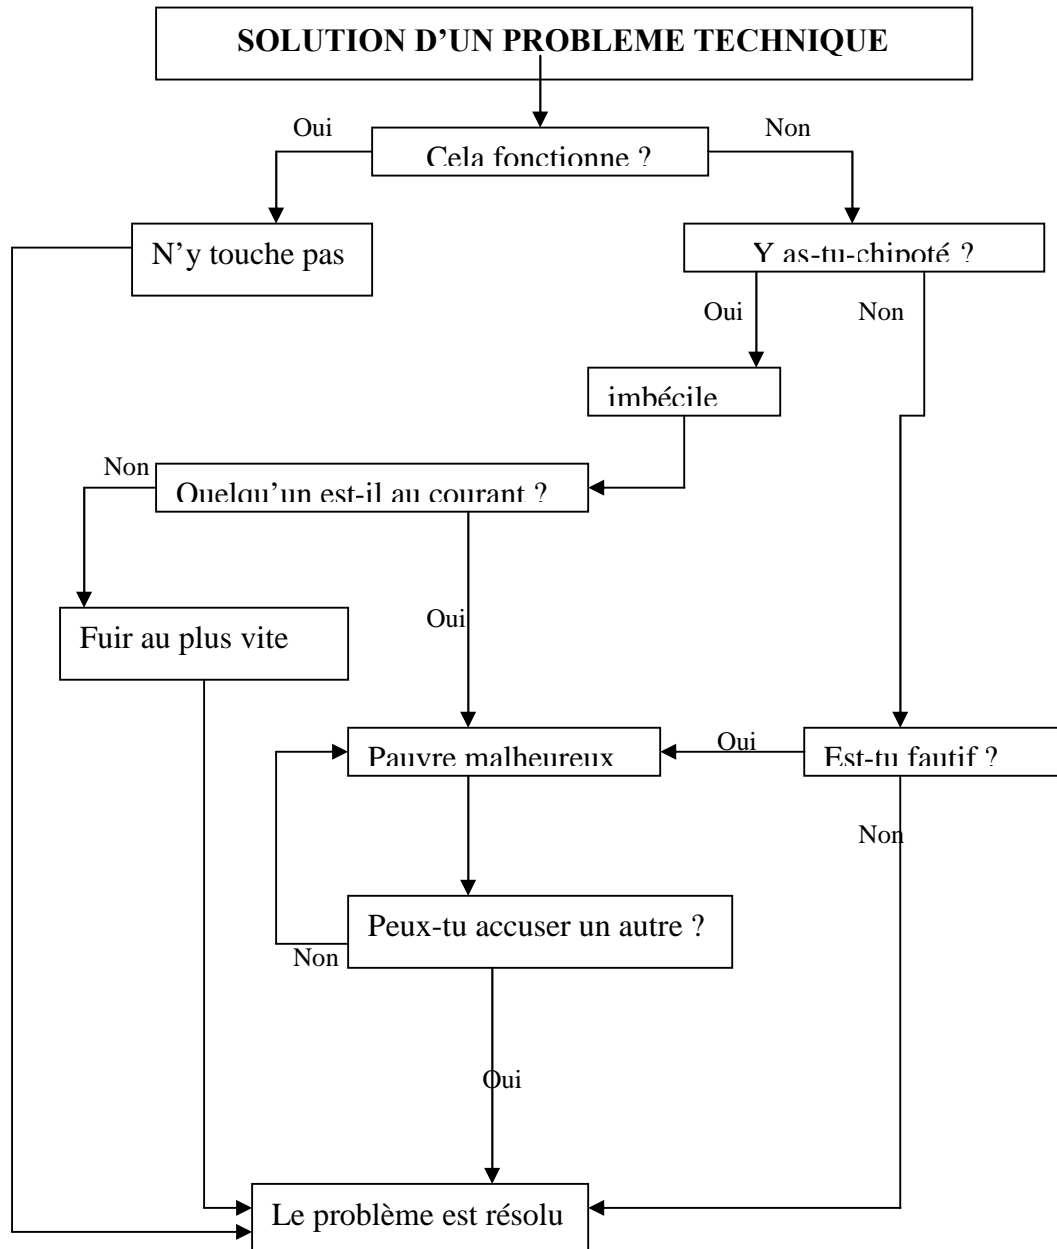 SOLUTION D’UN PROBLEME TECHNIQUE
Oui
Non
Cela fonctionne ?
N’y touche pas
Y as-tu-chipoté ?
Oui
Non
imbécile
Non
Quelqu’un est-il au courant ?
Oui
Fuir au plus vite
Pauvre malheureux
Oui
Est-tu fautif ?
Non
Peux-tu accuser un autre ?
Non
Oui
Le problème est résolu